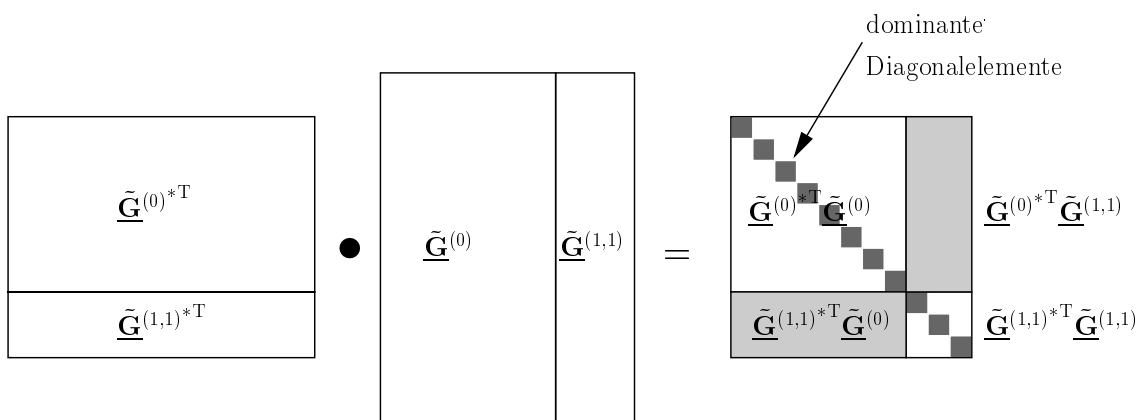 dominante
Diagonalelemente
G̲̃^(0)*T
G̲̃^(1,1)*T
•
G̲̃^(0)
G̲̃^(1,1)
=
G̲̃^(0)*T G̲̃^(0)
G̲̃^(0)*T G̲̃^(1,1)
G̲̃^(1,1)*T G̲̃^(0)
G̲̃^(1,1)*T G̲̃^(1,1)